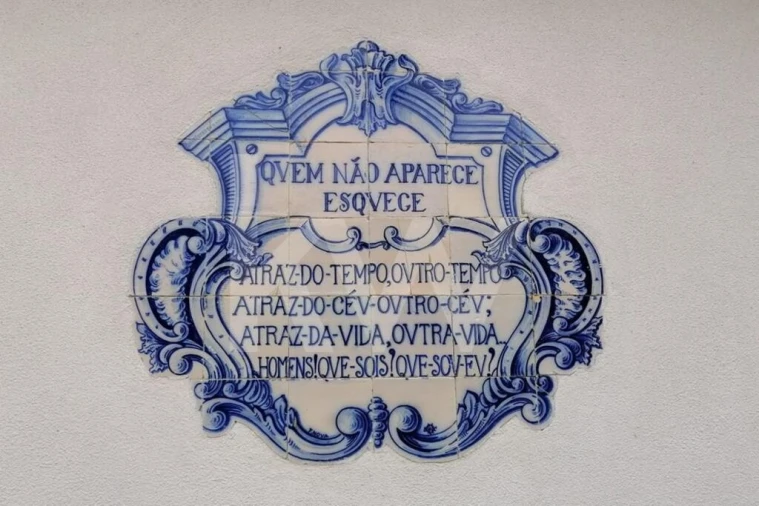 QVEM NÃO APARECE
ESQVECE
ATRAZ-DO-TEMPO, OVTRO-TEMPO
ATRAZ-DO-CÉV-OVTRO-CÉV;
ATRAZ-DA-VIDA, OVTRA-VIDA...
HOMENS! QVE-SOIS? QVE-SOV-EV?